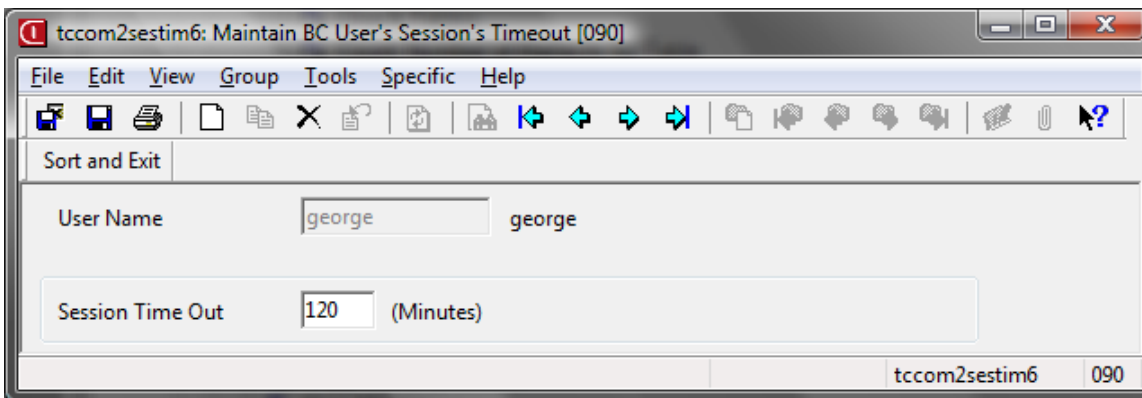 tccom2sestim6: Maintain BC User's Session's Timeout [090]
File Edit View Group Tools Specific Help
Sort and Exit
User Name george george
Session Time Out 120 (Minutes)
tccom2sestim6 090